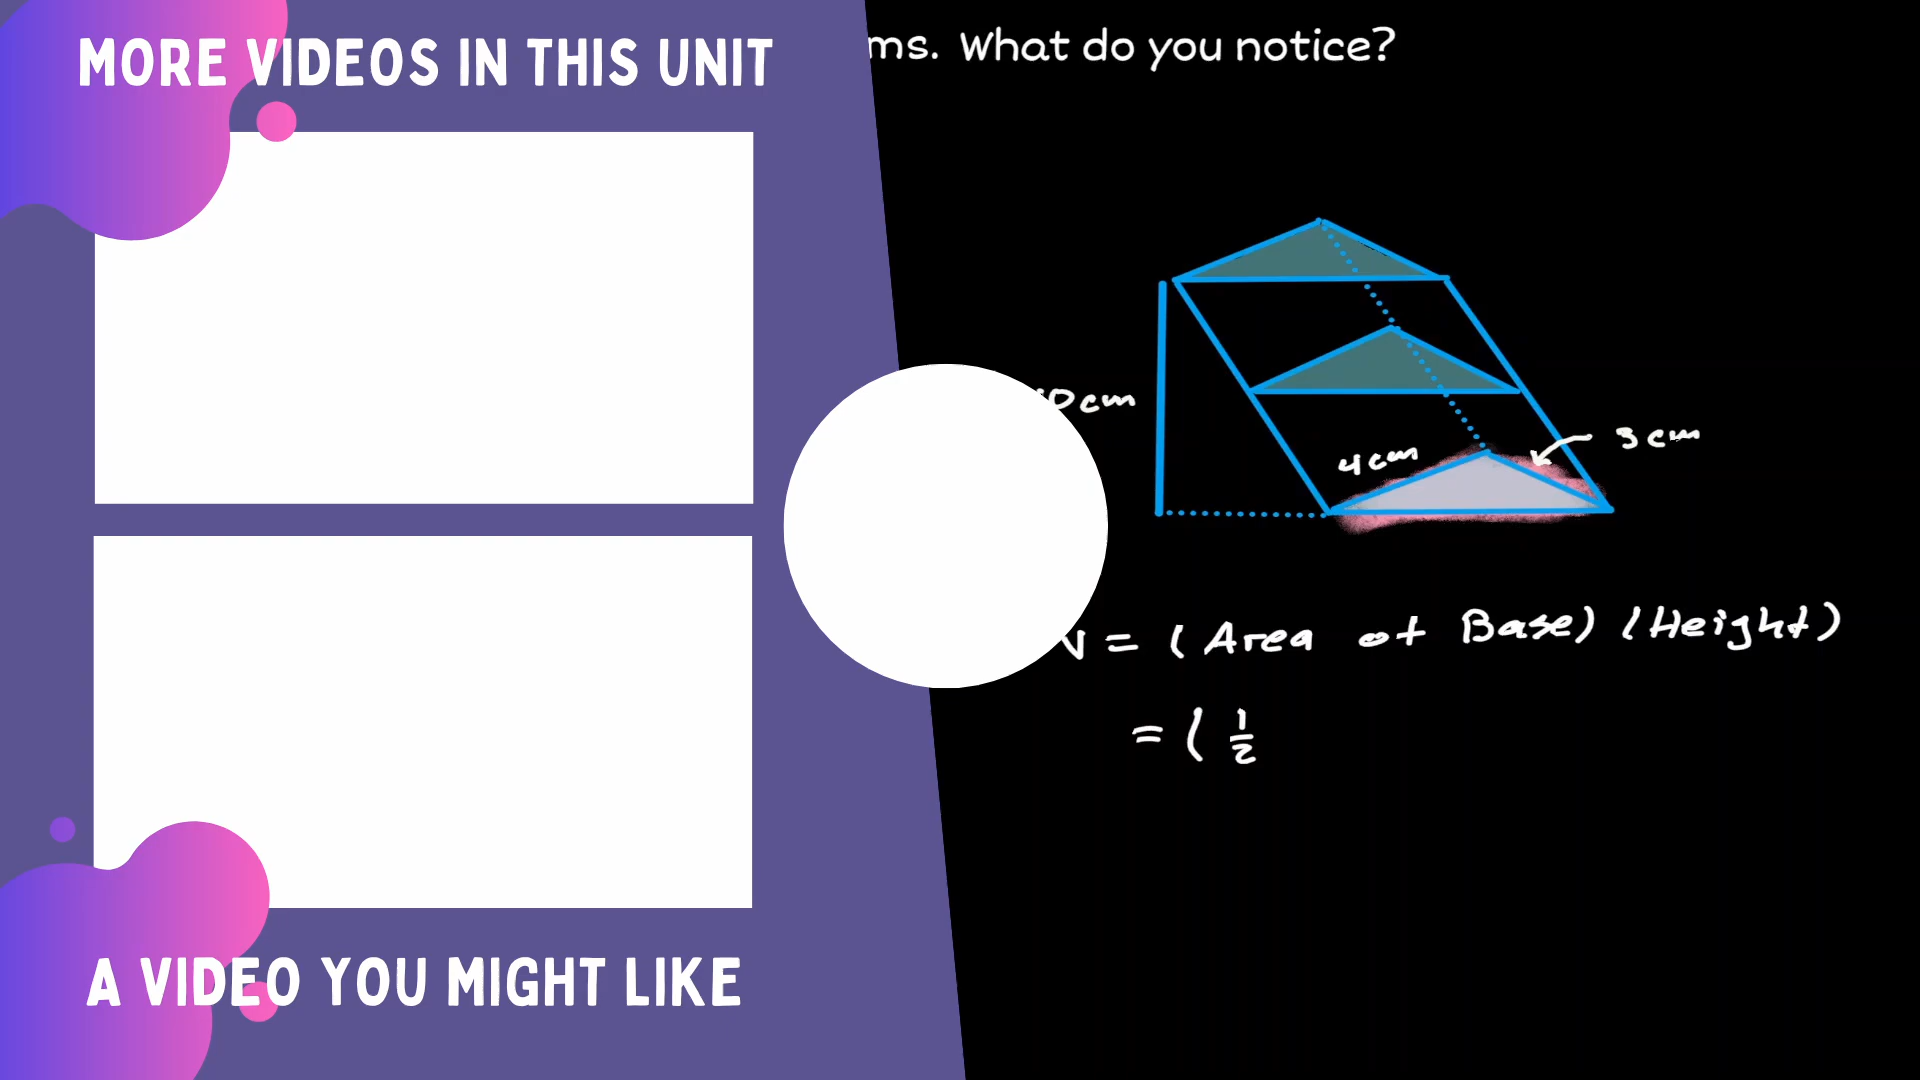 MORE VIDEOS IN THIS UNIT
ms. What do you notice?
0cm
4cm
3cm
V = (Area of Base) (Height)
= ( 1/2
A VIDEO YOU MIGHT LIKE